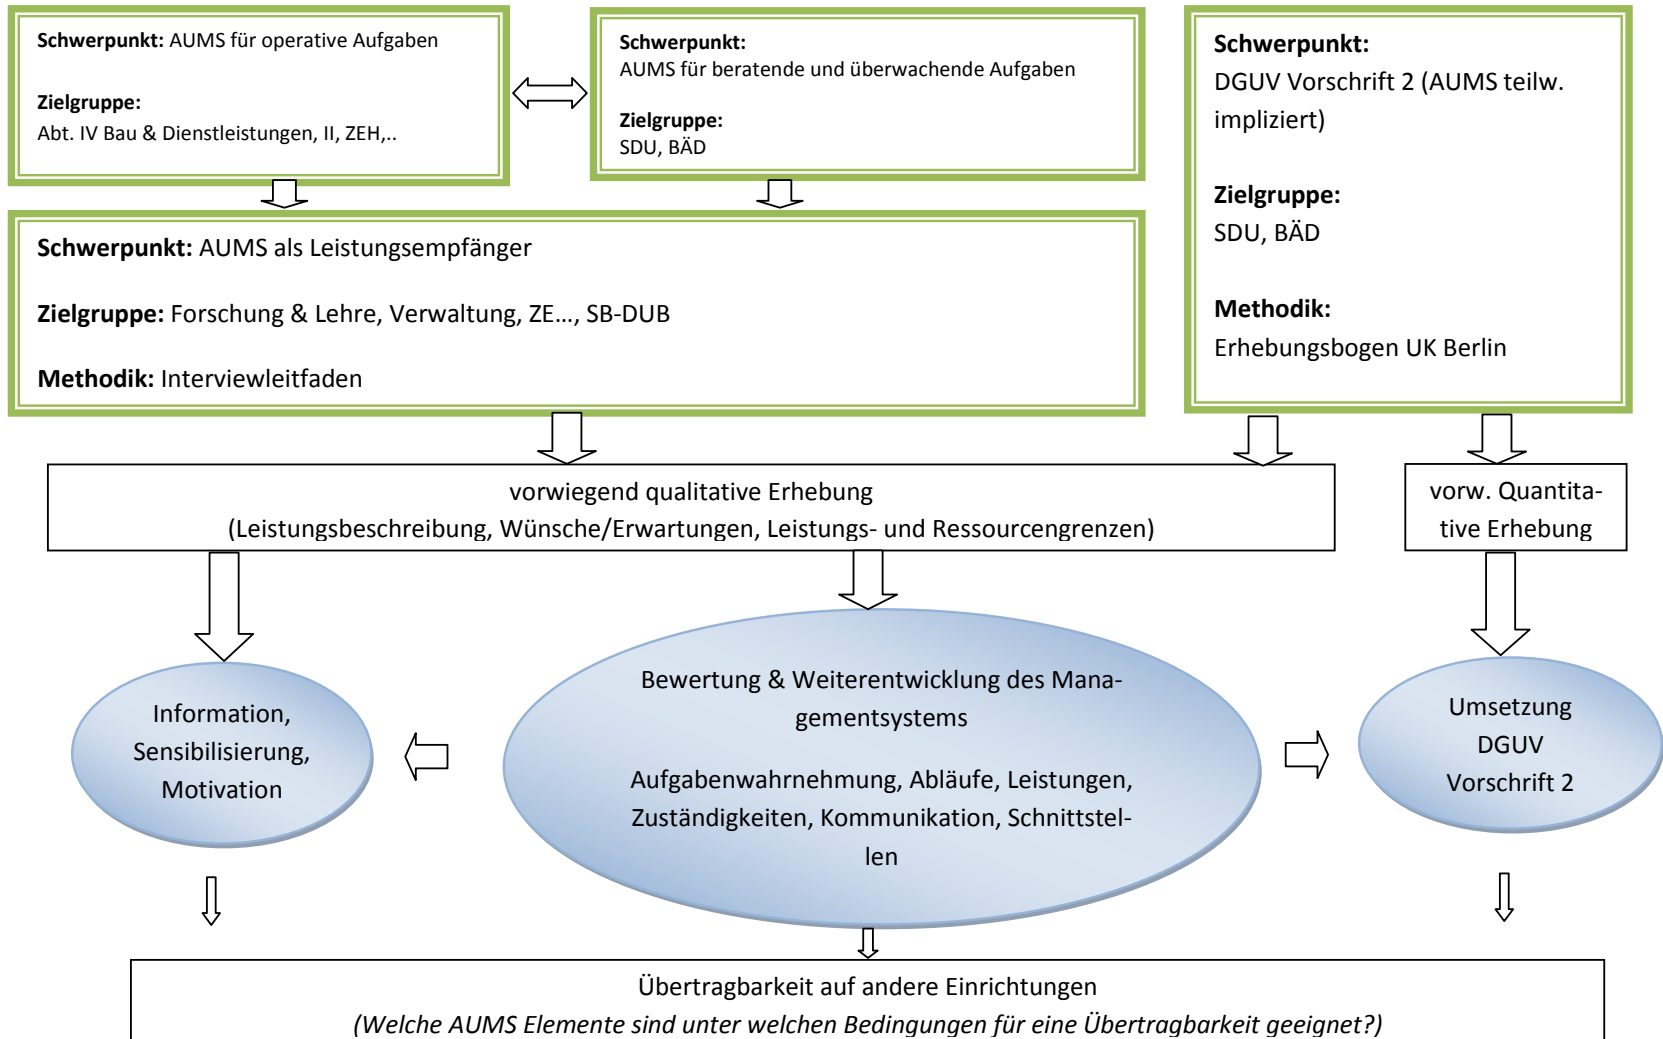 Schwerpunkt: AUMS für operative Aufgaben
Zielgruppe:
Abt. IV Bau & Dienstleistungen, II, ZEH,..
Schwerpunkt:
AUMS für beratende und überwachende Aufgaben
Zielgruppe:
SDU, BÄD
Schwerpunkt:
DGUV Vorschrift 2 (AUMS teilw.
impliziert)
Zielgruppe:
SDU, BÄD
Methodik:
Erhebungsbogen UK Berlin
Schwerpunkt: AUMS als Leistungsempfänger
Zielgruppe: Forschung & Lehre, Verwaltung, ZE…, SB-DUB
Methodik: Interviewleitfaden
vorwiegend qualitative Erhebung
(Leistungsbeschreibung, Wünsche/Erwartungen, Leistungs- und Ressourcengrenzen)
vorw. Quantita-
tive Erhebung
Information,
Sensibilisierung,
Motivation
Bewertung & Weiterentwicklung des Mana-
gementsystems
Aufgabenwahrnehmung, Abläufe, Leistungen,
Zuständigkeiten, Kommunikation, Schnittstel-
len
Umsetzung
DGUV
Vorschrift 2
Übertragbarkeit auf andere Einrichtungen
(Welche AUMS Elemente sind unter welchen Bedingungen für eine Übertragbarkeit geeignet?)